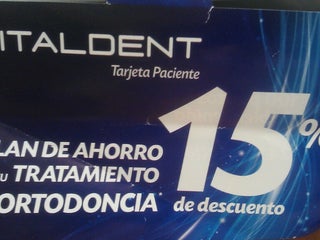 ITALDENT
Tarjeta Paciente
LAN DE AHORRO
U TRATAMIENTO
ORTODONCIA
15%
de descuento